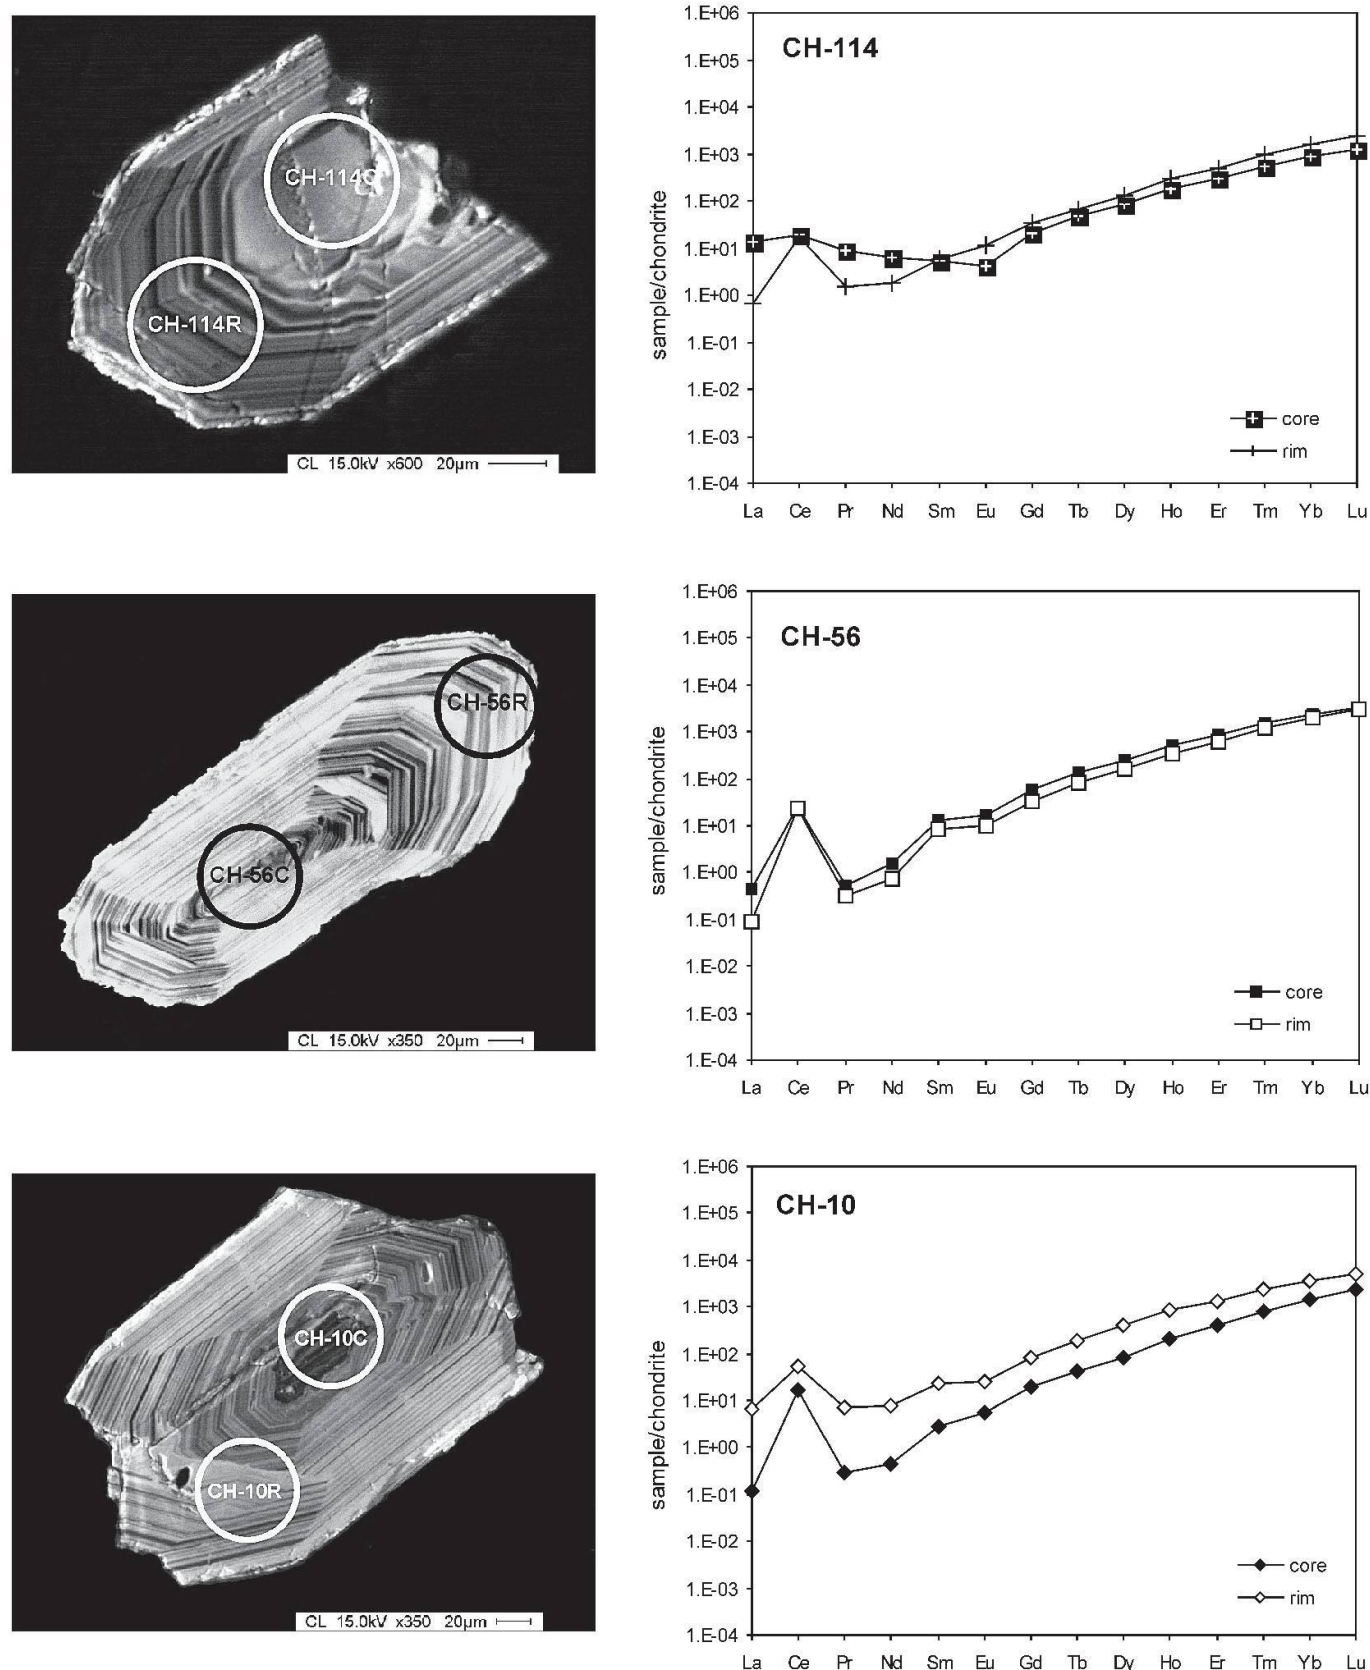 CH-114C
CH-114R
CL 15.0kV x600 20µm
CH-114
1.E+06
1.E+05
1.E+04
1.E+03
1.E+02
1.E+01
1.E+00
1.E-01
1.E-02
1.E-03
1.E-04
sample/chondrite
core
rim
La Ce Pr Nd Sm Eu Gd Tb Dy Ho Er Tm Yb Lu
CH-56R
CH-56C
CL 15.0kV x350 20µm
CH-56
1.E+06
1.E+05
1.E+04
1.E+03
1.E+02
1.E+01
1.E+00
1.E-01
1.E-02
1.E-03
1.E-04
sample/chondrite
core
rim
La Ce Pr Nd Sm Eu Gd Tb Dy Ho Er Tm Yb Lu
CH-10C
CH-10R
CL 15.0kV x350 20µm
CH-10
1.E+06
1.E+05
1.E+04
1.E+03
1.E+02
1.E+01
1.E+00
1.E-01
1.E-02
1.E-03
1.E-04
sample/chondrite
core
rim
La Ce Pr Nd Sm Eu Gd Tb Dy Ho Er Tm Yb Lu